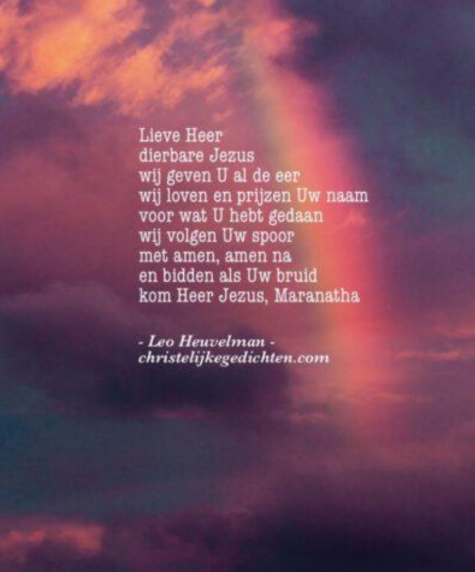 Lieve Heer
dierbare Jezus
wij geven U al de eer
wij loven en prijzen Uw naam
voor wat U hebt gedaan
wij volgen Uw spoor
met amen, amen na
en bidden als Uw bruid
kom Heer Jezus, Maranatha
- Leo Heuvelman -
christelijkegedichten.com